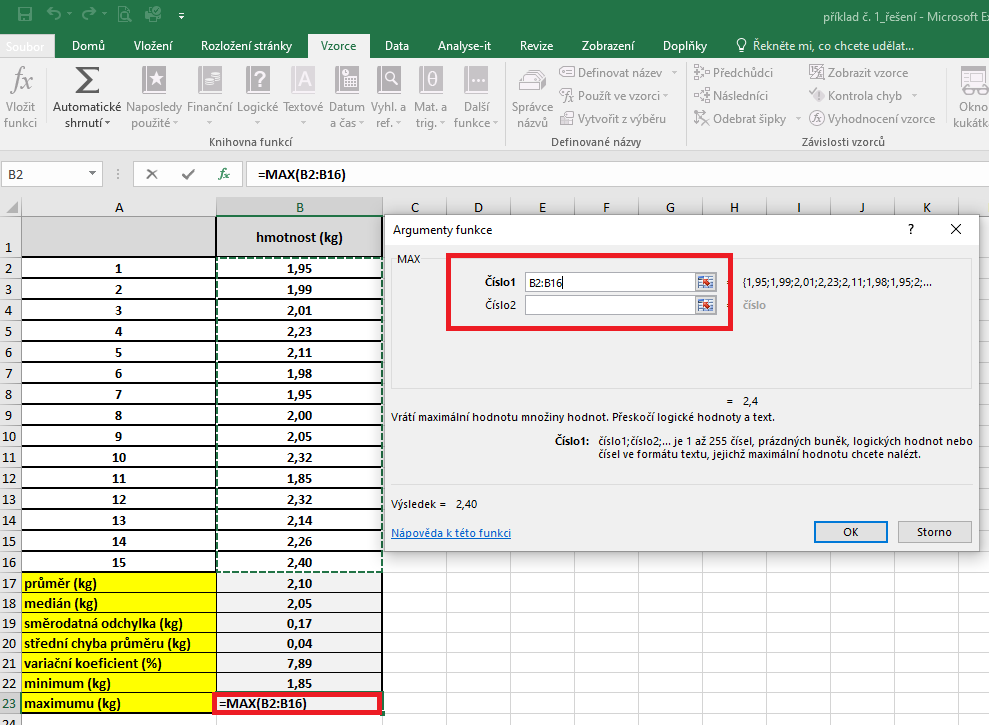 příklad č. 1_řešení - Microsoft Ex
Soubor Domů Vložení Rozložení stránky Vzorce Data Analyse-it Revize Zobrazení Doplňky Řekněte mi, co chcete udělat...
fx Σ Definovat název Předchůdci Zobrazit vzorce
Vložit funkci Automatické shrnutí Naposledy použité Finanční Logické Textové Datum a čas Vyhl. a ref. Mat. a trig. Další funkce Správce názvů Použít ve vzorci Následníci Kontrola chyb Okno kukátk
Vytvořit z výběru Odebrat šipky Vyhodnocení vzorce
Knihovna funkcí Definované názvy Závislosti vzorců
B2 fx =MAX(B2:B16)
A B C D E F G H I J K
1 hmotnost (kg)
2 1 1,95
3 2 1,99
4 3 2,01
5 4 2,23
6 5 2,11
7 6 1,98
8 7 1,95
9 8 2,00
10 9 2,05
11 10 2,32
12 11 1,85
13 12 2,32
14 13 2,14
15 14 2,26
16 15 2,40
17 průměr (kg) 2,10
18 medián (kg) 2,05
19 směrodatná odchylka (kg) 0,17
20 střední chyba průměru (kg) 0,04
21 variační koeficient (%) 7,89
22 minimum (kg) 1,85
23 maximumu (kg) =MAX(B2:B16)
24
Argumenty funkce ?
MAX
Číslo1 B2:B16 = {1,95;1,99;2,01;2,23;2,11;1,98;1,95;2;...
Číslo2 = číslo
= 2,4
Vrátí maximální hodnotu množiny hodnot. Přeskočí logické hodnoty a text.
Číslo1: číslo1;číslo2;... je 1 až 255 čísel, prázdných buněk, logických hodnot nebo
čísel ve formátu textu, jejichž maximální hodnotu chcete nalézt.
Výsledek = 2,40
Nápověda k této funkci OK Storno